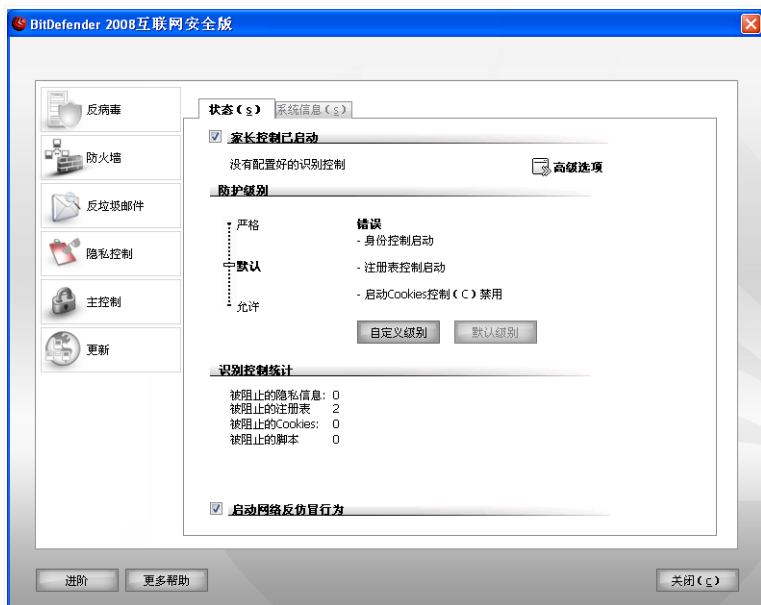 BitDefender 2008互联网安全版
反病毒
防火墙
反垃圾邮件
隐私控制
主控制
更新
状态(s) 系统信息(s)
家长控制已启动
没有配置好的识别控制
高级选项
防护级别
严格
默认
允许
错误
- 身份控制启动
- 注册表控制启动
- 启动Cookies控制(C)禁用
自定义级别 默认级别
识别控制统计
被阻止的隐私信息: 0
被阻止的注册表 2
被阻止的Cookies: 0
被阻止的脚本 0
启动网络反仿冒行为
进阶 更多帮助 关闭(c)